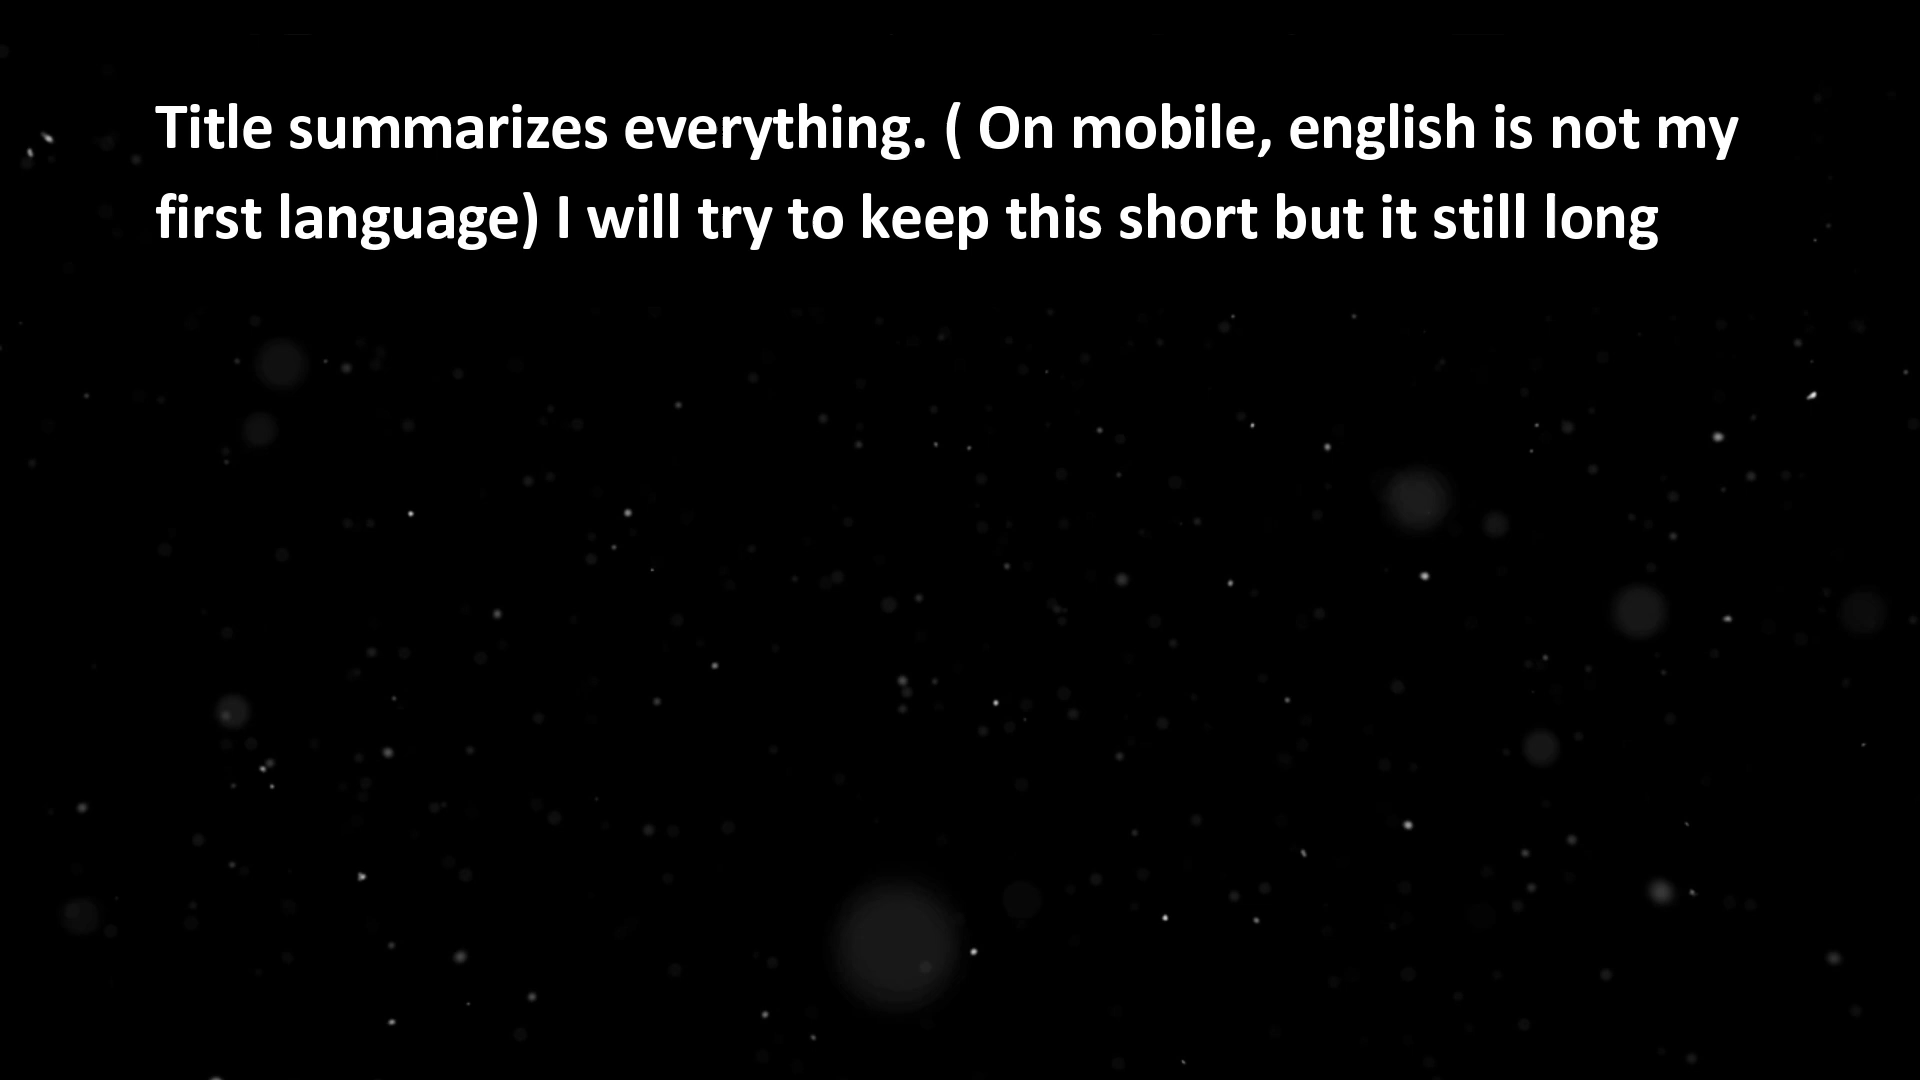 Title summarizes everything. ( On mobile, english is not my
first language) I will try to keep this short but it still long